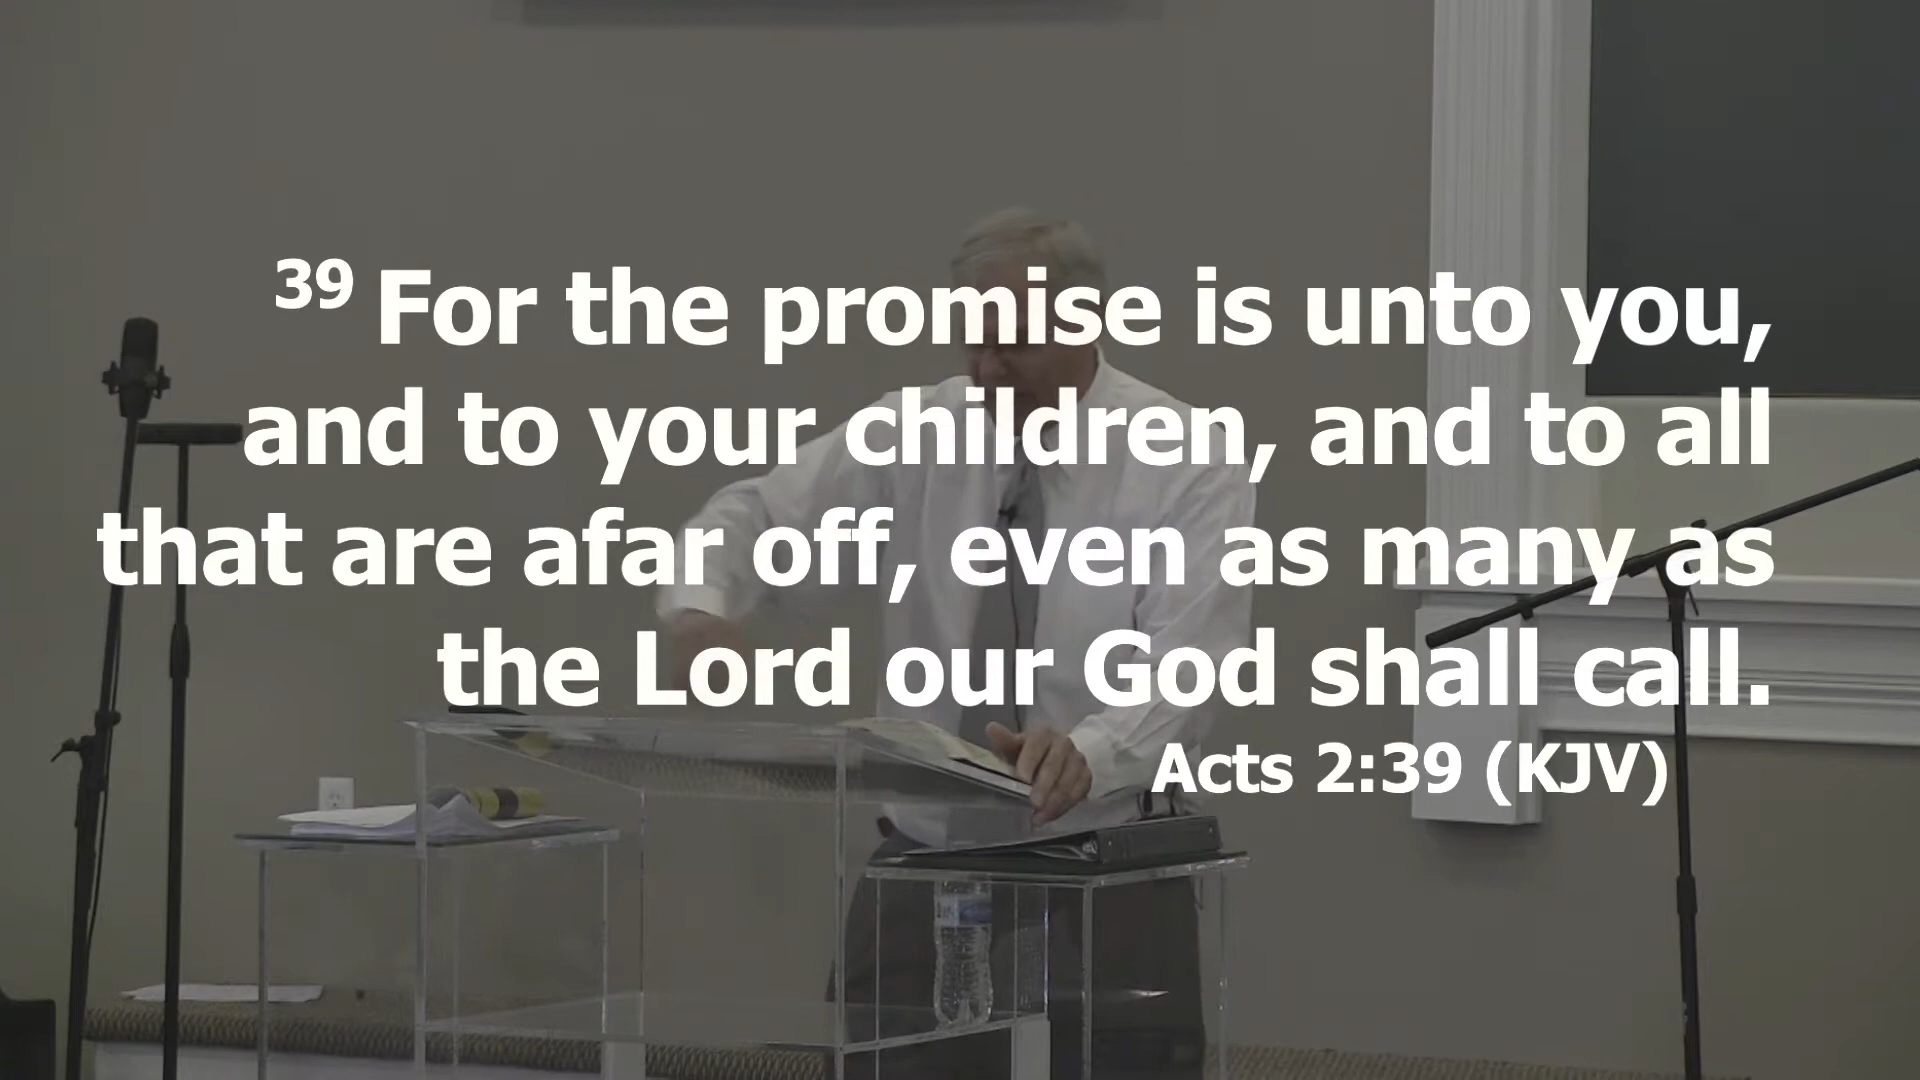 39 For the promise is unto you,
and to your children, and to all
that are afar off, even as many as
the Lord our God shall call.
Acts 2:39 (KJV)